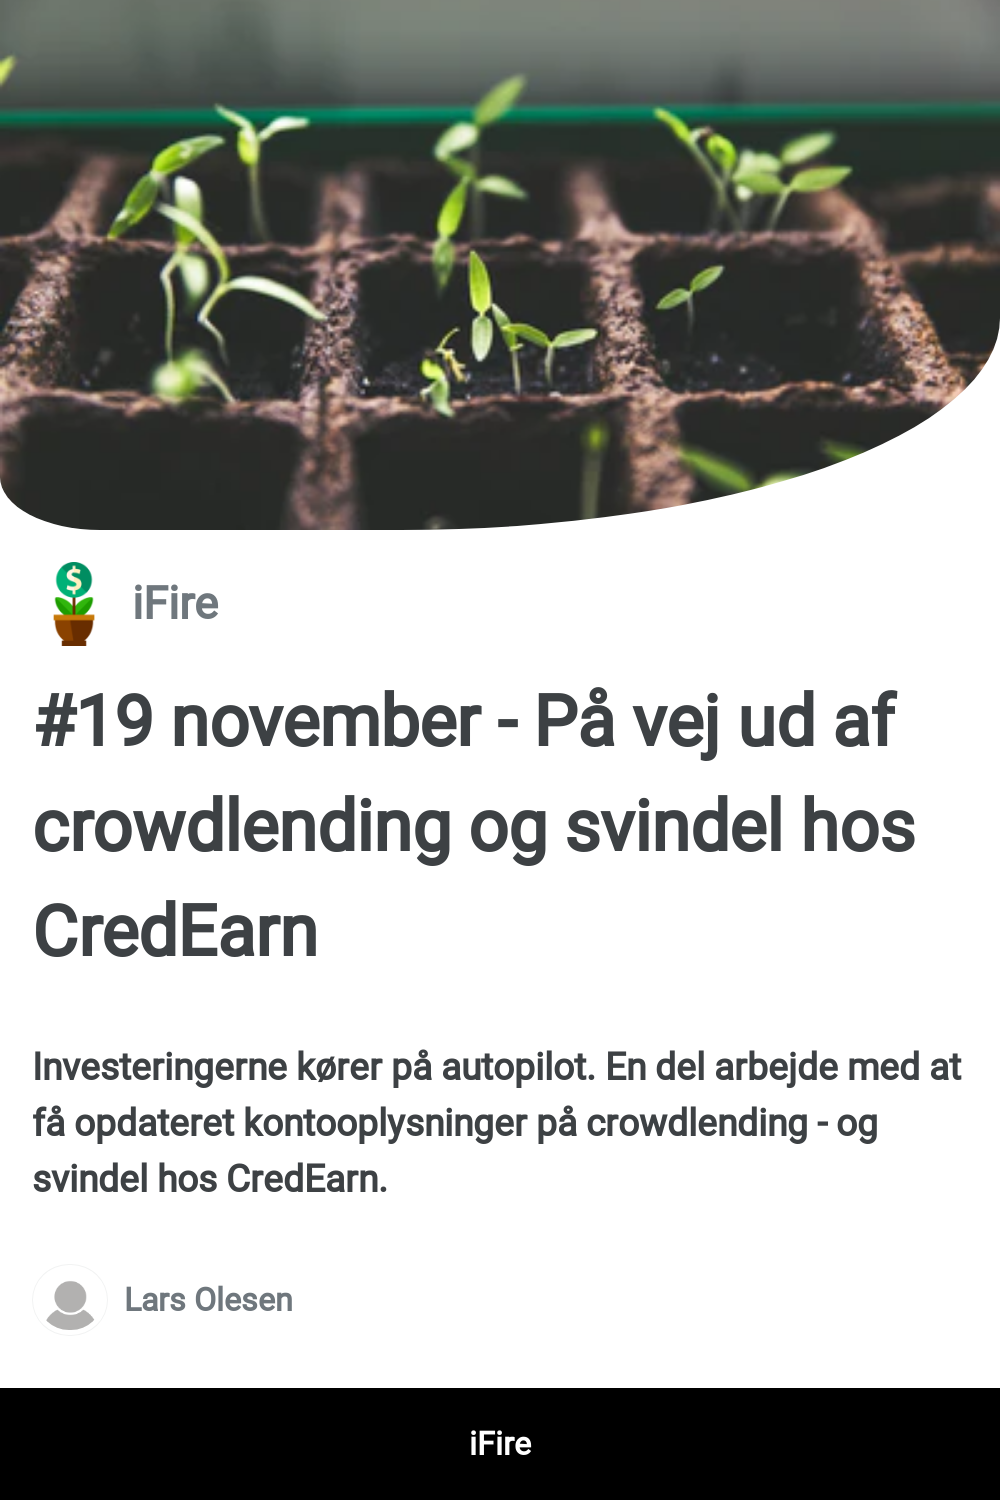 $
iFire
#19 november - På vej ud af
crowdlending og svindel hos
CredEarn
Investeringerne kører på autopilot. En del arbejde med at
få opdateret kontooplysninger på crowdlending - og
svindel hos CredEarn.
Lars Olesen
iFire